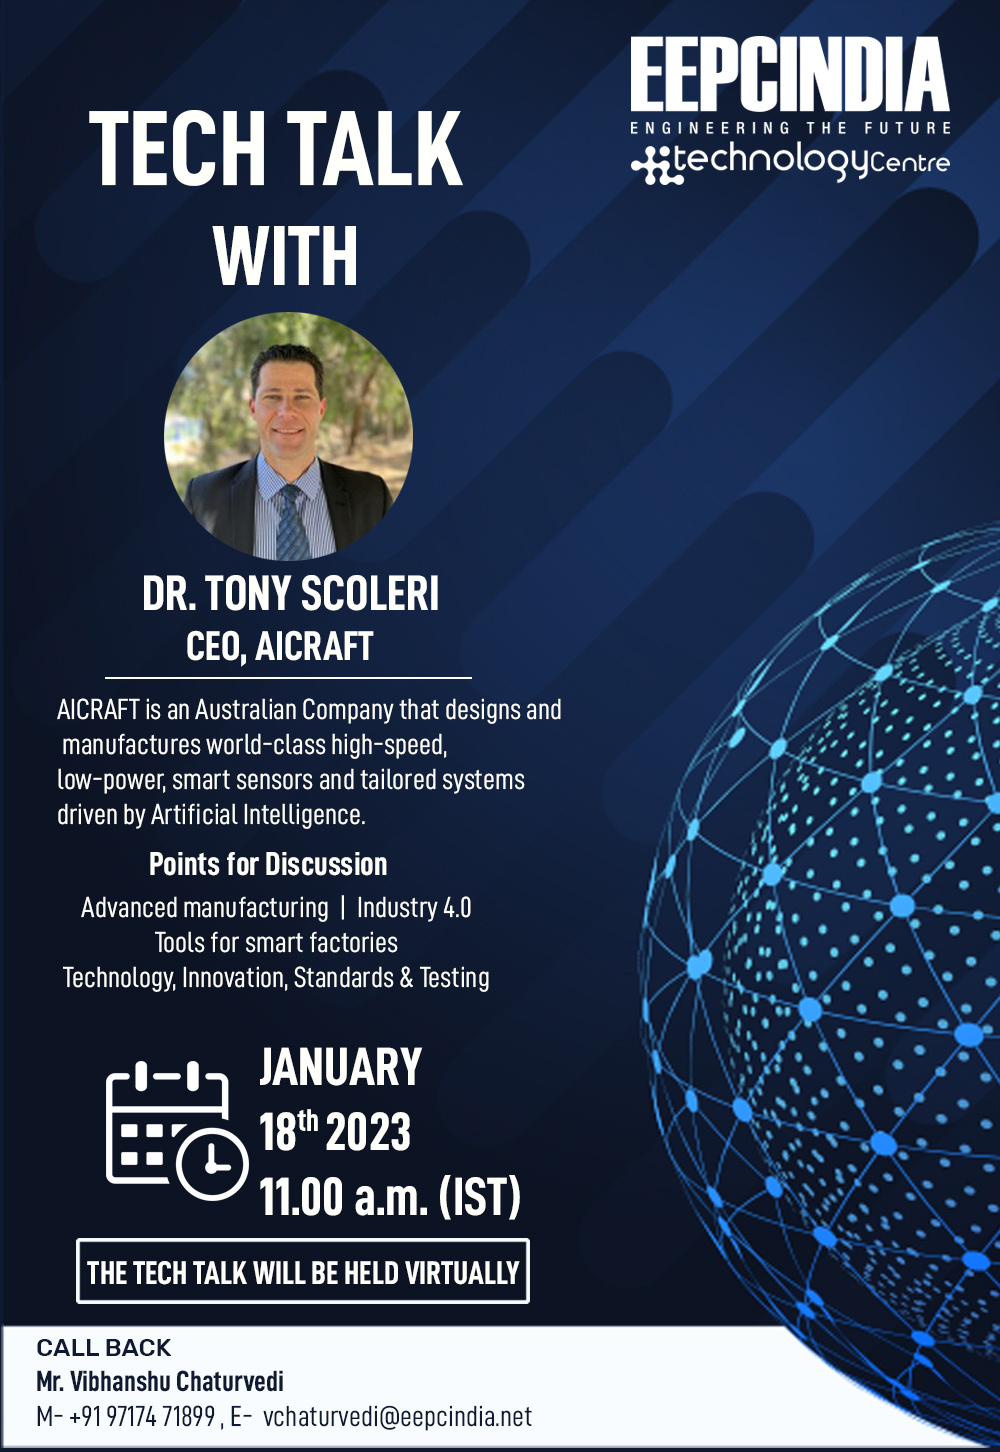 EEPCINDIA
ENGINEERING THE FUTURE
technologyCentre
TECH TALK
WITH
DR. TONY SCOLERI
CEO, AICRAFT
AICRAFT is an Australian Company that designs and
manufactures world-class high-speed,
low-power, smart sensors and tailored systems
driven by Artificial Intelligence.
Points for Discussion
Advanced manufacturing | Industry 4.0
Tools for smart factories
Technology, Innovation, Standards & Testing
JANUARY
18th 2023
11.00 a.m. (IST)
THE TECH TALK WILL BE HELD VIRTUALLY
CALL BACK
Mr. Vibhanshu Chaturvedi
M- +91 97174 71899 , E- vchaturvedi@eepcindia.net